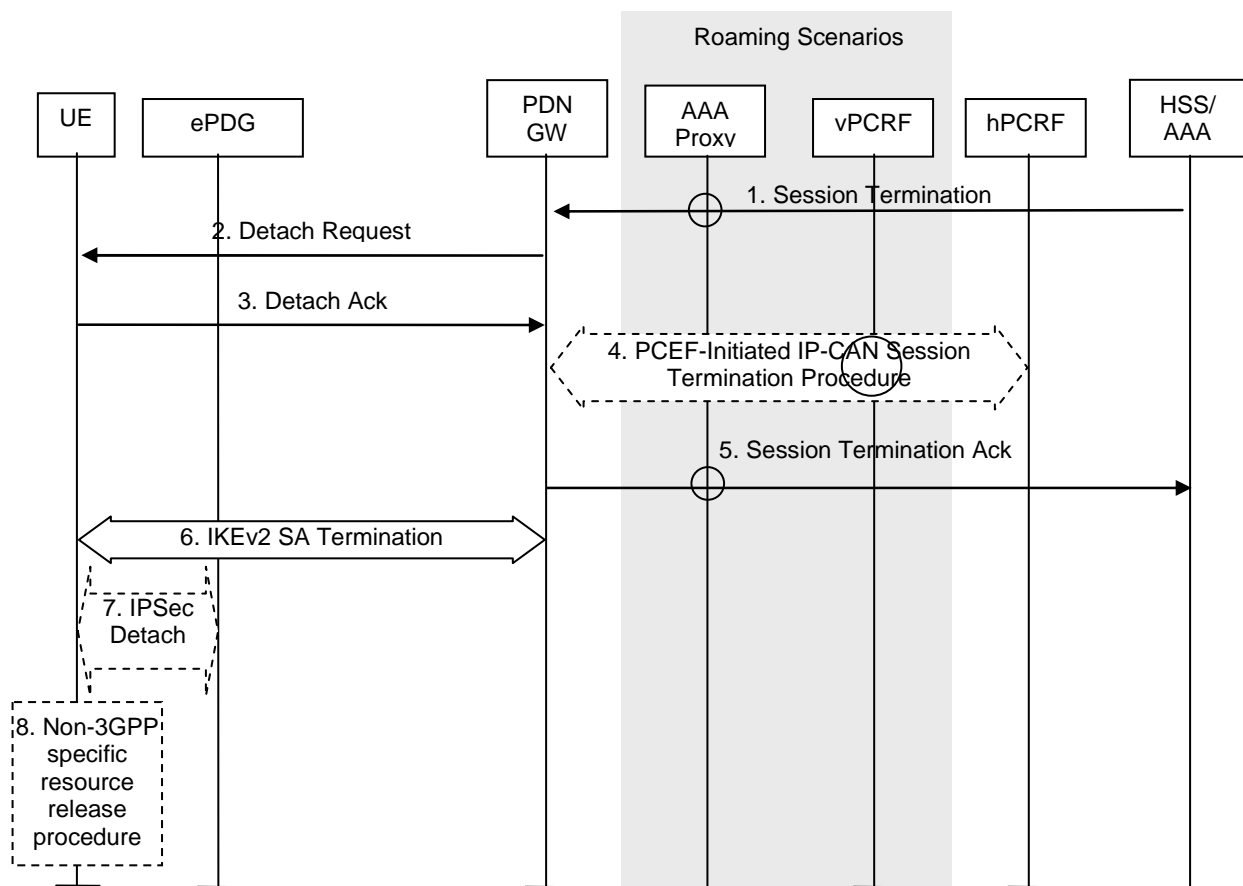 Roaming Scenarios
UE
ePDG
PDN
GW
AAA
Proxy
vPCRF
hPCRF
HSS/
AAA
1. Session Termination
2. Detach Request
3. Detach Ack
4. PCEF-Initiated IP-CAN Session
Termination Procedure
5. Session Termination Ack
6. IKEv2 SA Termination
7. IPSec
Detach
8. Non-3GPP
specific
resource
release
procedure